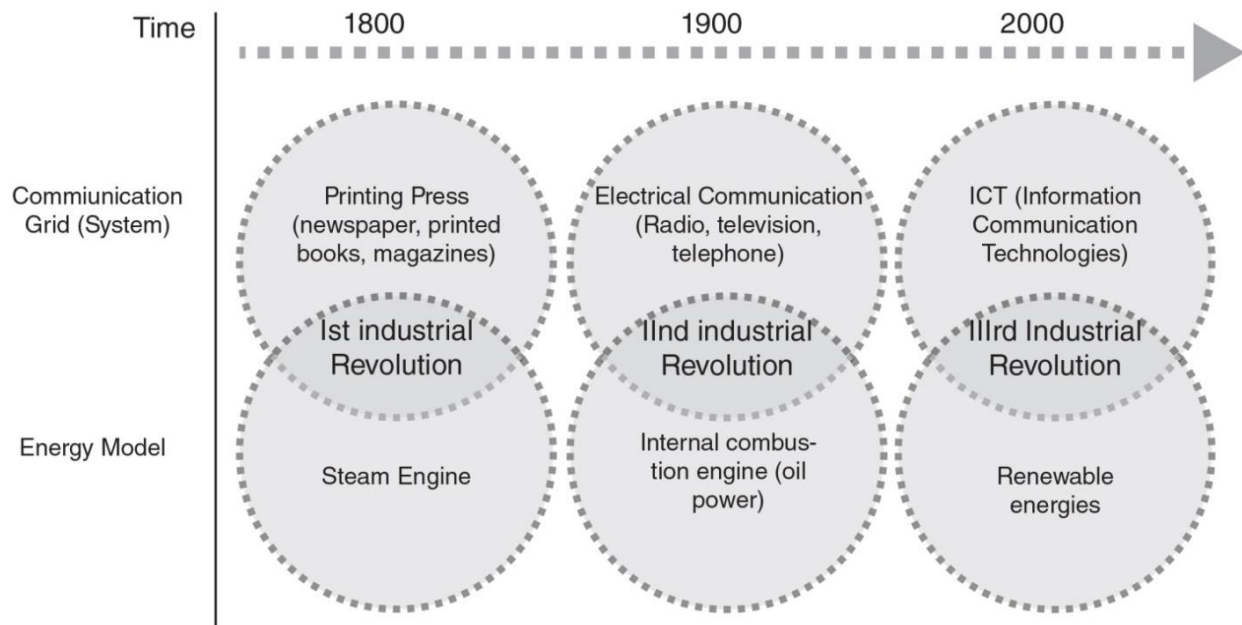 Time
1800
1900
2000
Commiunication
Grid (System)
Printing Press
(newspaper, printed
books, magazines)
Electrical Communication
(Radio, television,
telephone)
ICT (Information
Communication
Technologies)
Ist industrial
Revolution
IInd industrial
Revolution
IIIrd Industrial
Revolution
Energy Model
Steam Engine
Internal combus-
tion engine (oil
power)
Renewable
energies